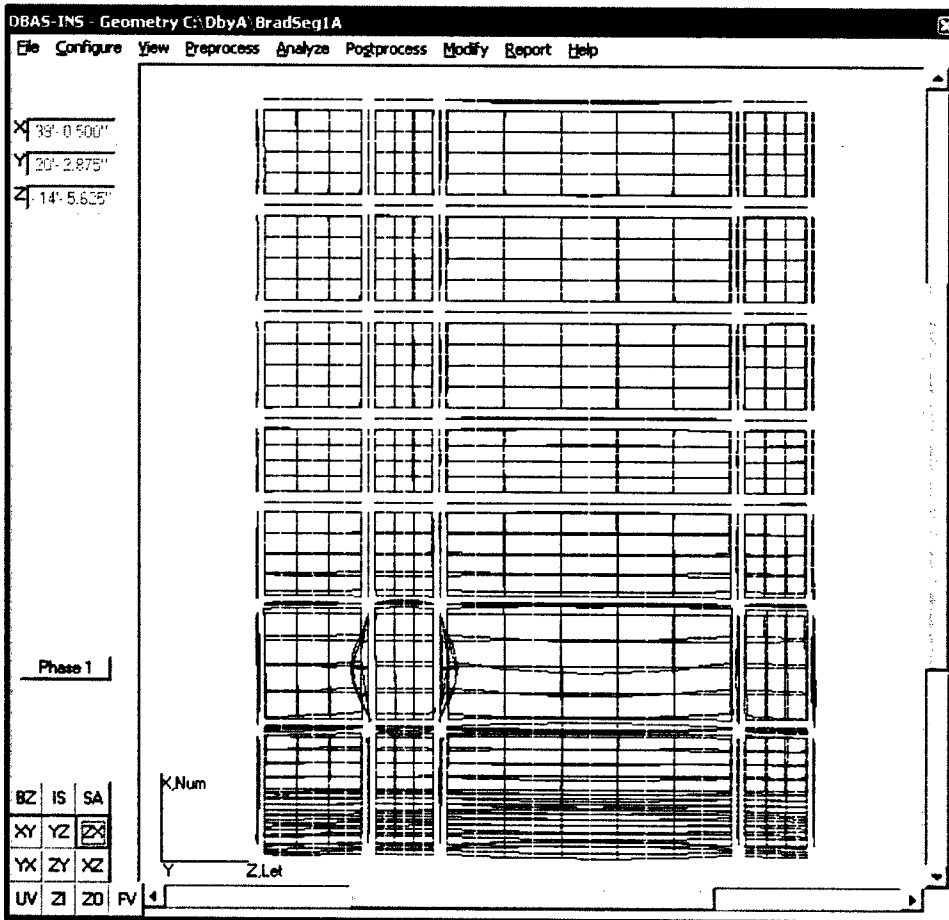 DBAS-INS - Geometry C:\DbyA\BradSeg1A
File Configure View Preprocess Analyze Postprocess Modify Report Help
X 39'- 0.500"
Y 20'- 2.875"
Z - 14'- 5.625"
Phase 1
X,Num
Y Z,Let
BZ IS SA
XY YZ ZX
YX ZY XZ
UV ZI ZO FV